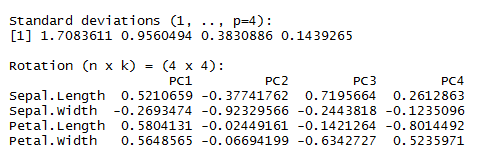 Standard deviations (1, .., p=4):
[1] 1.7083611 0.9560494 0.3830886 0.1439265
Rotation (n x k) = (4 x 4):
PC1 PC2 PC3 PC4
Sepal.Length 0.5210659 -0.37741762 0.7195664 0.2612863
Sepal.Width -0.2693474 -0.92329566 -0.2443818 -0.1235096
Petal.Length 0.5804131 -0.02449161 -0.1421264 -0.8014492
Petal.Width 0.5648565 -0.06694199 -0.6342727 0.5235971